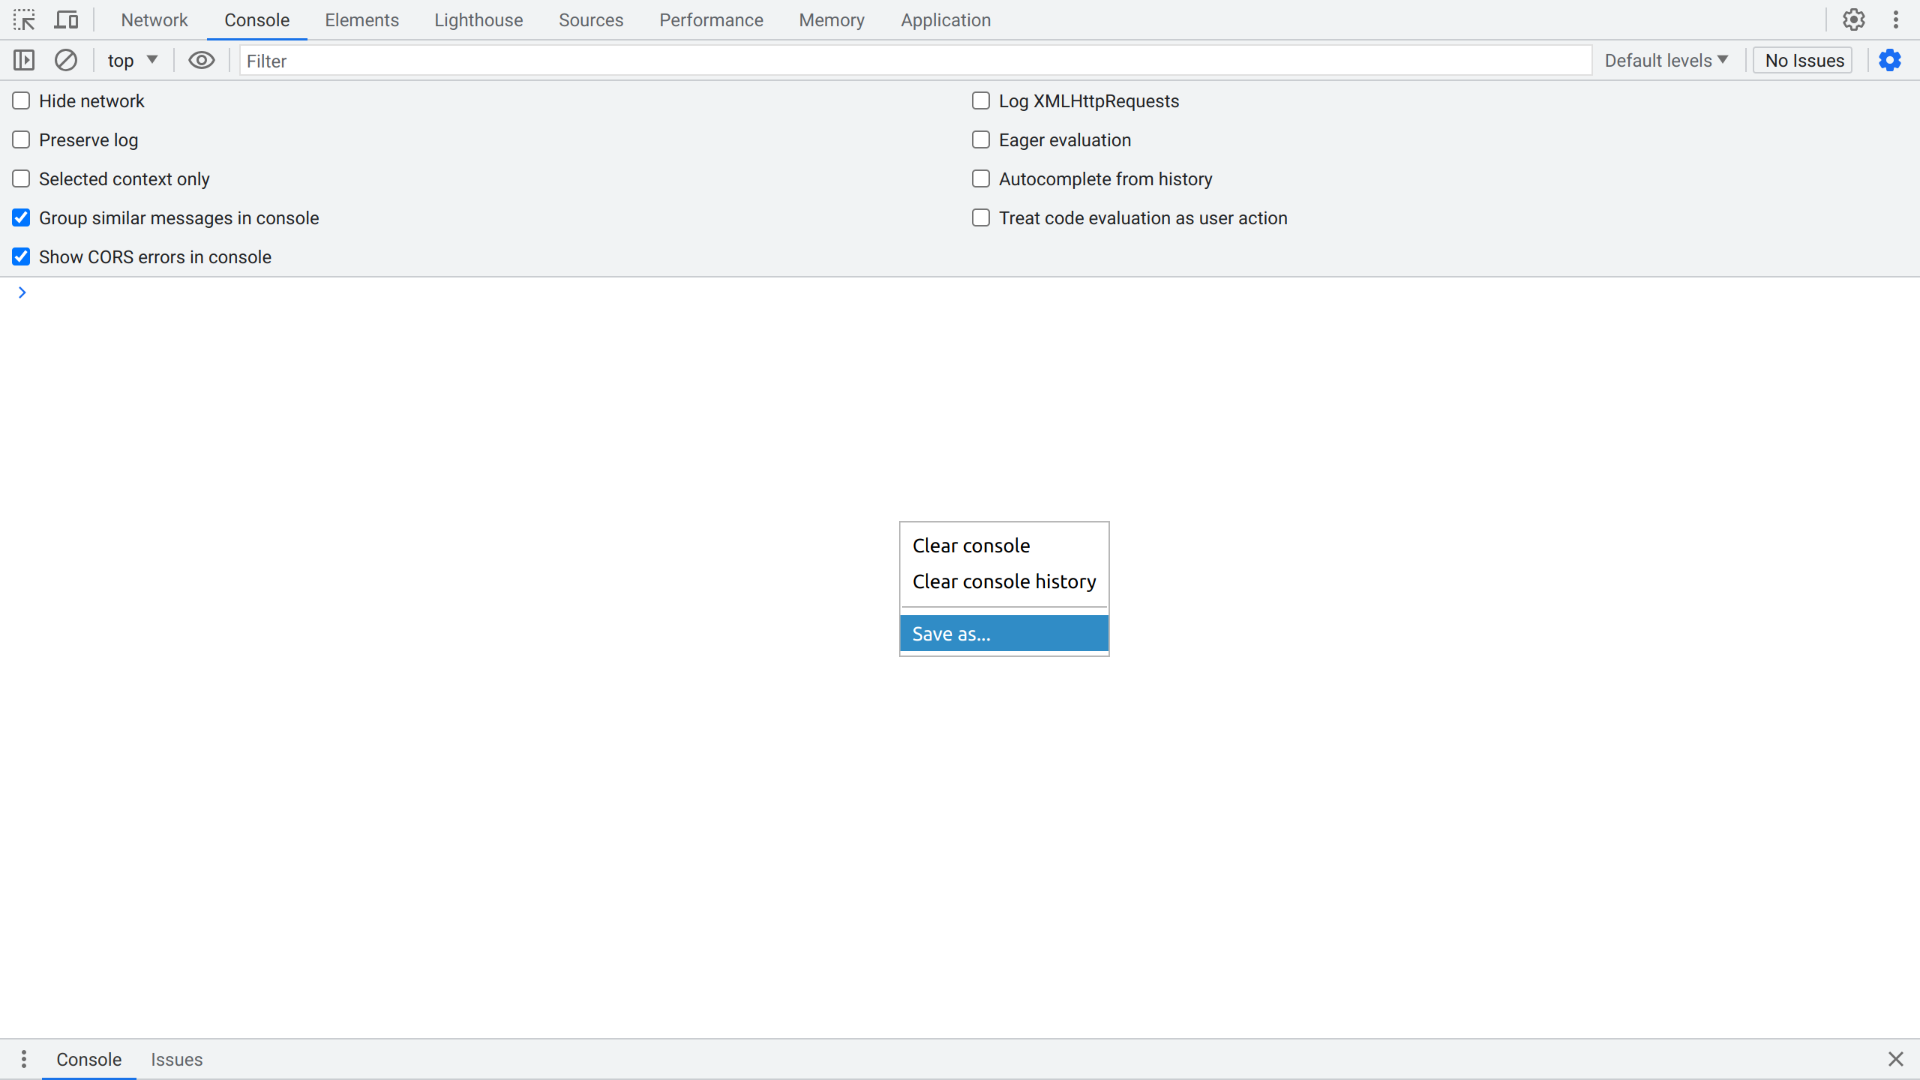 Network Console Elements Lighthouse Sources Performance Memory Application
top Filter Default levels No Issues
Hide network Log XMLHttpRequests
Preserve log Eager evaluation
Selected context only Autocomplete from history
Group similar messages in console Treat code evaluation as user action
Show CORS errors in console
Clear console
Clear console history
Save as...
Console Issues